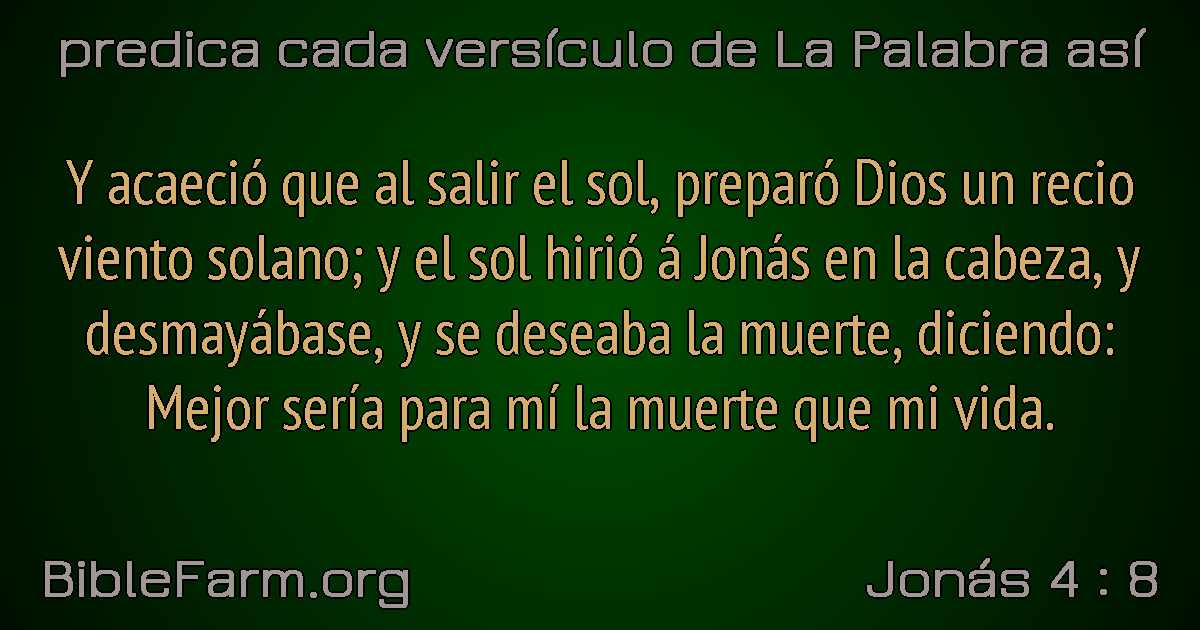 predica cada versículo de La Palabra así
Y acaeció que al salir el sol, preparó Dios un recio
viento solano; y el sol hirió á Jonás en la cabeza, y
desmayábase, y se deseaba la muerte, diciendo:
Mejor sería para mí la muerte que mi vida.
BibleFarm.org
Jonás 4 : 8